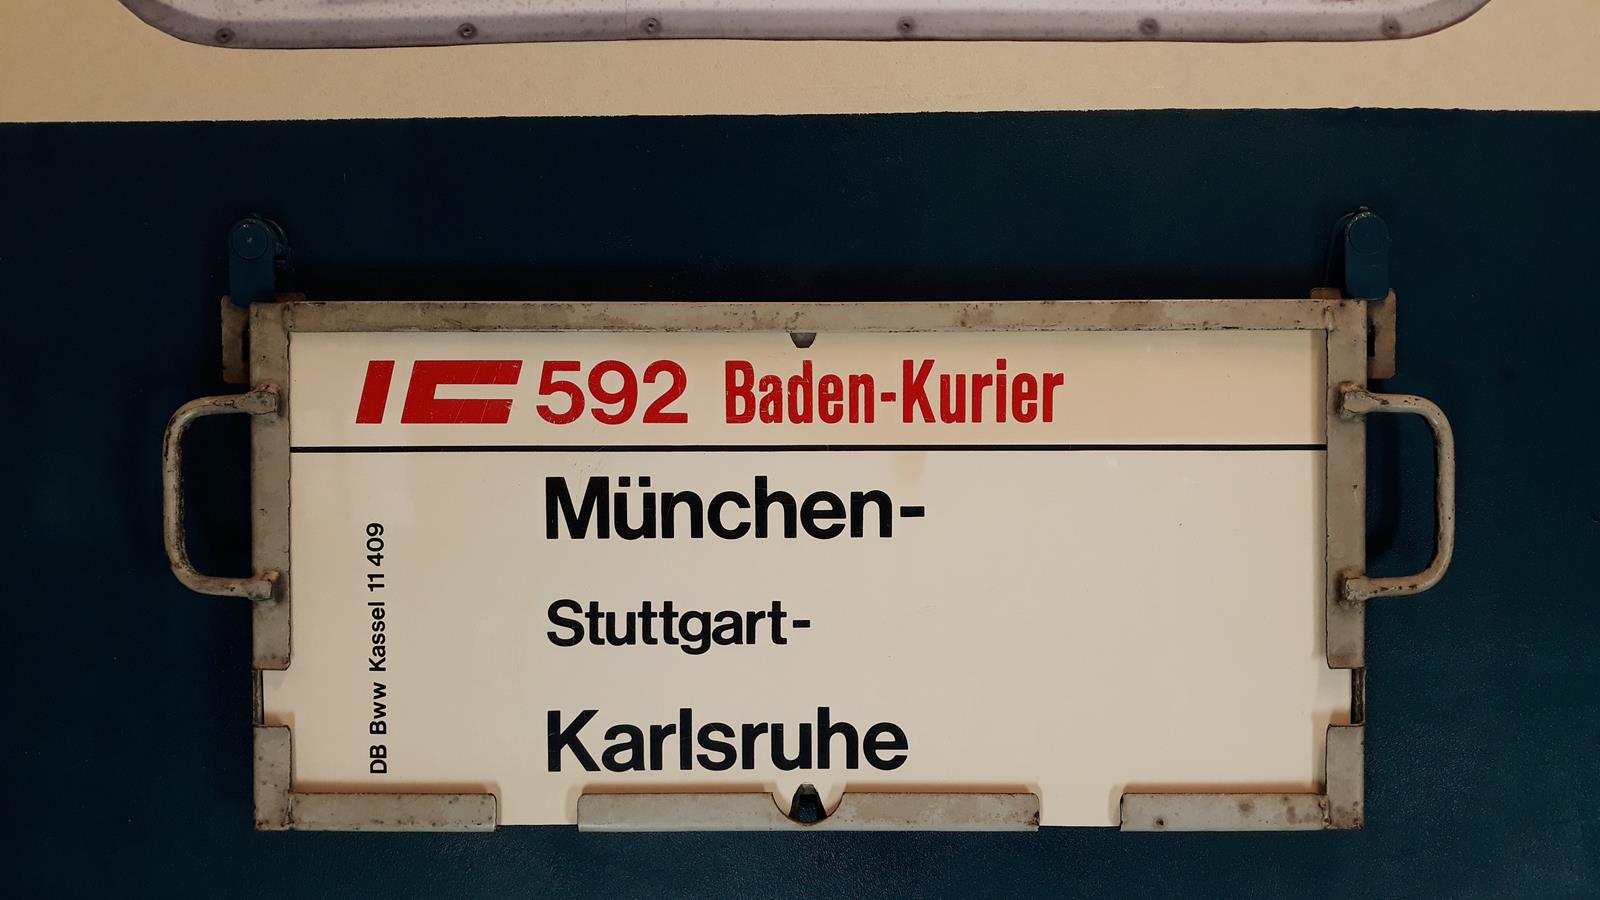 IC 592 Baden-Kurier
München-
Stuttgart-
Karlsruhe
DB Bww Kassel 11 409